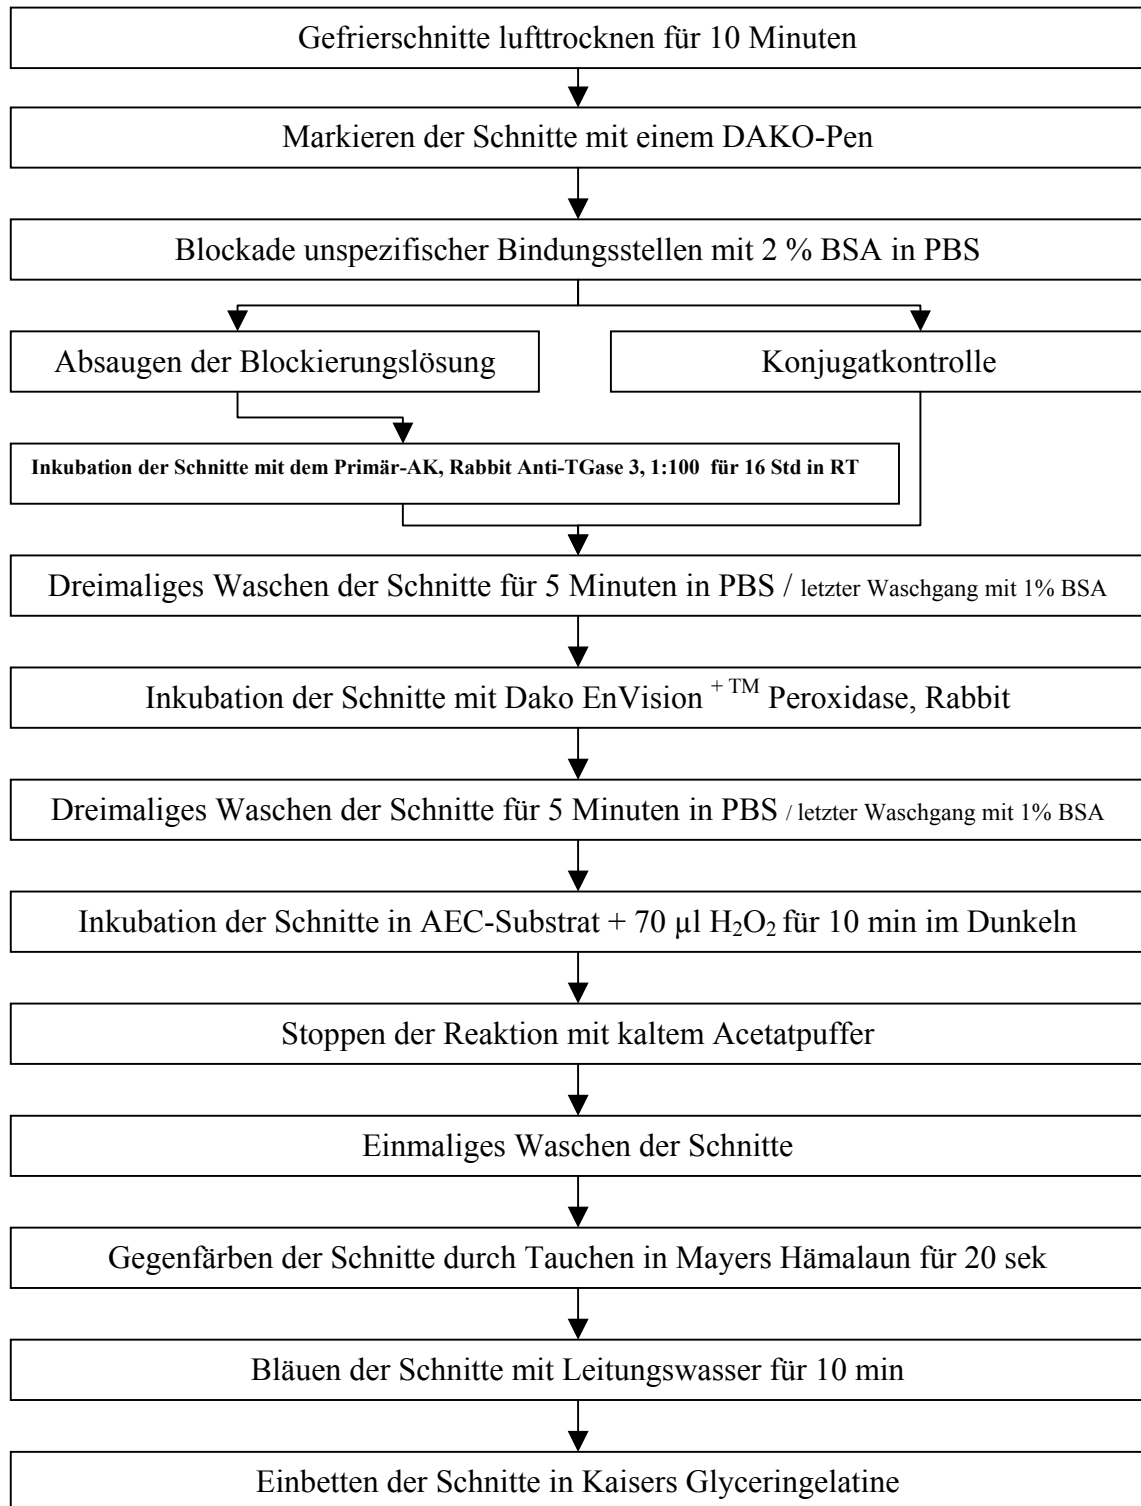 Gefrierschnitte lufttrocknen für 10 Minuten
Markieren der Schnitte mit einem DAKO-Pen
Blockade unspezifischer Bindungsstellen mit 2 % BSA in PBS
Absaugen der Blockierungslösung
Konjugatkontrolle
Inkubation der Schnitte mit dem Primär-AK, Rabbit Anti-TGase 3, 1:100 für 16 Std in RT
Dreimaliges Waschen der Schnitte für 5 Minuten in PBS / letzter Waschgang mit 1% BSA
Inkubation der Schnitte mit Dako EnVision + TM Peroxidase, Rabbit
Dreimaliges Waschen der Schnitte für 5 Minuten in PBS / letzter Waschgang mit 1% BSA
Inkubation der Schnitte in AEC-Substrat + 70 µl H₂O₂ für 10 min im Dunkeln
Stoppen der Reaktion mit kaltem Acetatpuffer
Einmaliges Waschen der Schnitte
Gegenfärben der Schnitte durch Tauchen in Mayers Hämalaun für 20 sek
Bläuen der Schnitte mit Leitungswasser für 10 min
Einbetten der Schnitte in Kaisers Glyceringelatine